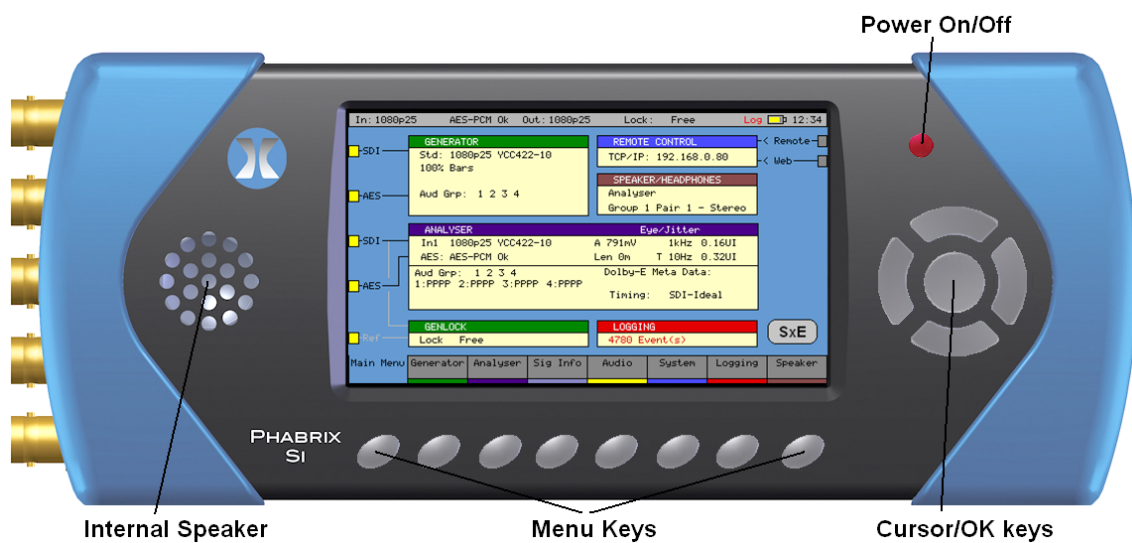 Power On/Off
In: 1080p25 AES-PCM Ok Out: 1080p25 Lock: Free Log 12:34
GENERATOR
Std: 1080p25 YCC422-10
100% Bars
Aud Grp: 1 2 3 4
REMOTE CONTROL
TCP/IP: 192.168.0.80
< Remote
< Web
SPEAKER/HEADPHONES
Analyser
Group 1 Pair 1 - Stereo
SDI
AES
ANALYSER Eye/Jitter
In1 1080p25 YCC422-10 A 791mV 1kHz 0.16UI
AES: AES-PCM Ok Len 0m T 10Hz 0.32UI
Aud Grp: 1 2 3 4 Dolby-E Meta Data:
1:PPPP 2:PPPP 3:PPPP 4:PPPP
Timing: SDI-Ideal
SDI
AES
Ref
GENLOCK
Lock Free
LOGGING
4780 Event(s)
SxE
Main Menu Generator Analyser Sig Info Audio System Logging Speaker
PHABRIX
SI
Internal Speaker
Menu Keys
Cursor/OK keys